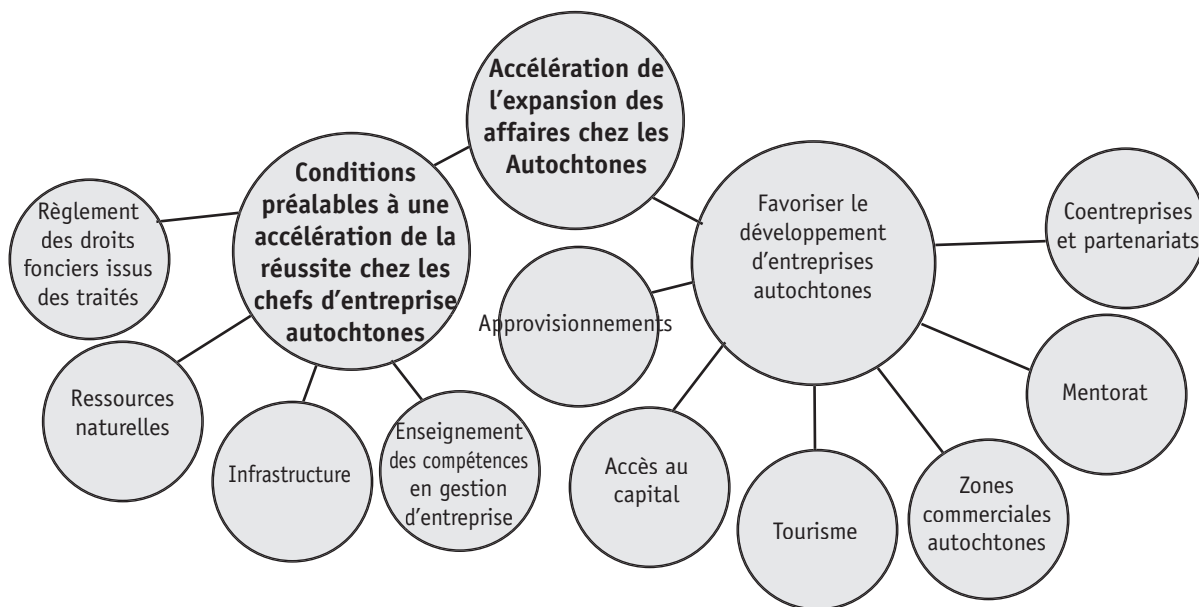 Accélération de
l'expansion des
affaires chez les
Autochtones
Conditions
préalables à une
accélération de la
réussite chez les
chefs d'entreprise
autochtones
Règlement
des droits
fonciers issus
des traités
Ressources
naturelles
Infrastructure
Enseignement
des compétences
en gestion
d'entreprise
Favoriser le
développement
d'entreprises
autochtones
Approvisionnements
Accès au
capital
Tourisme
Zones
commerciales
autochtones
Mentorat
Coentreprises
et partenariats